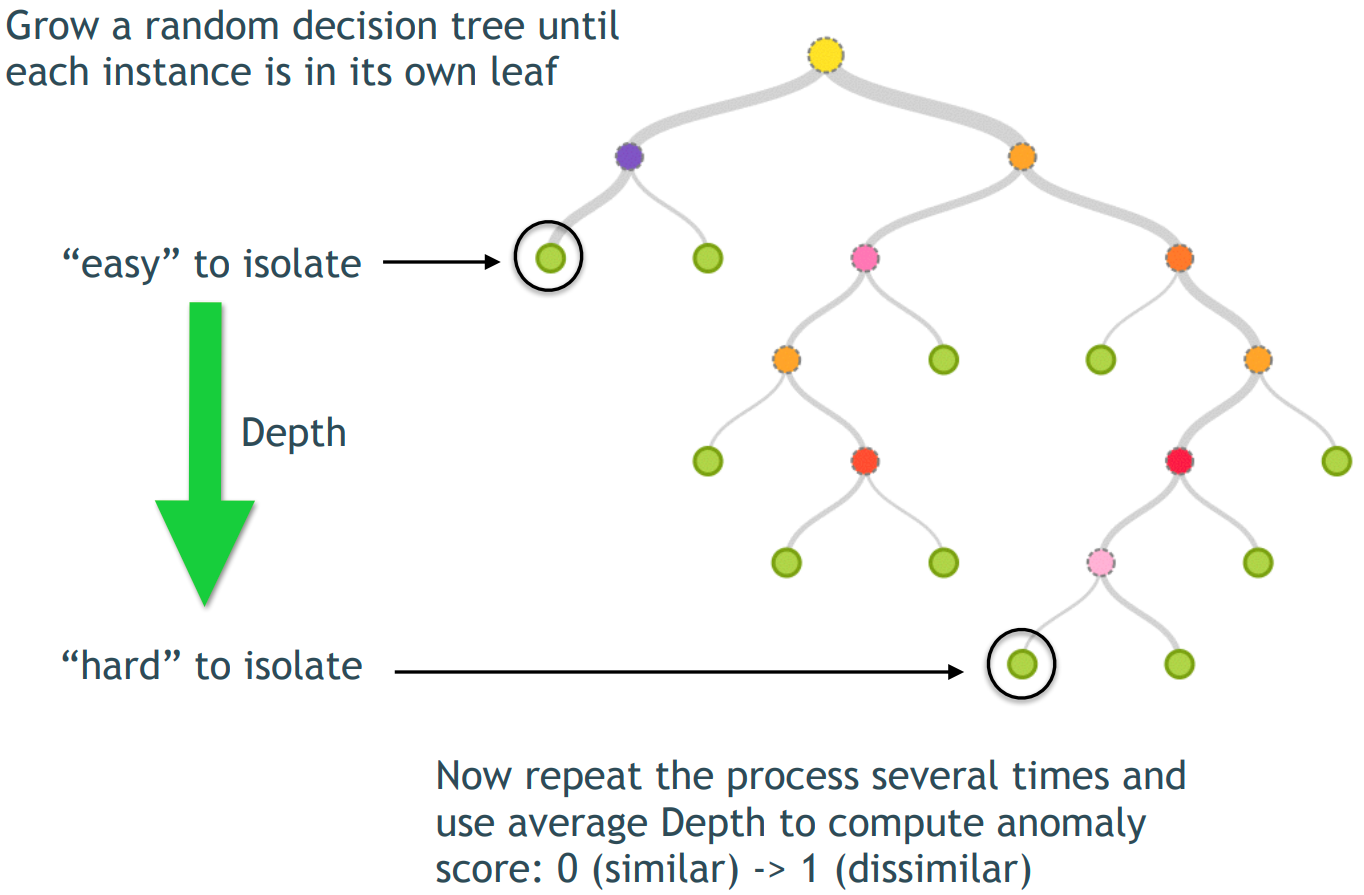 Grow a random decision tree until
each instance is in its own leaf
“easy” to isolate
Depth
“hard” to isolate
Now repeat the process several times and
use average Depth to compute anomaly
score: 0 (similar) -> 1 (dissimilar)